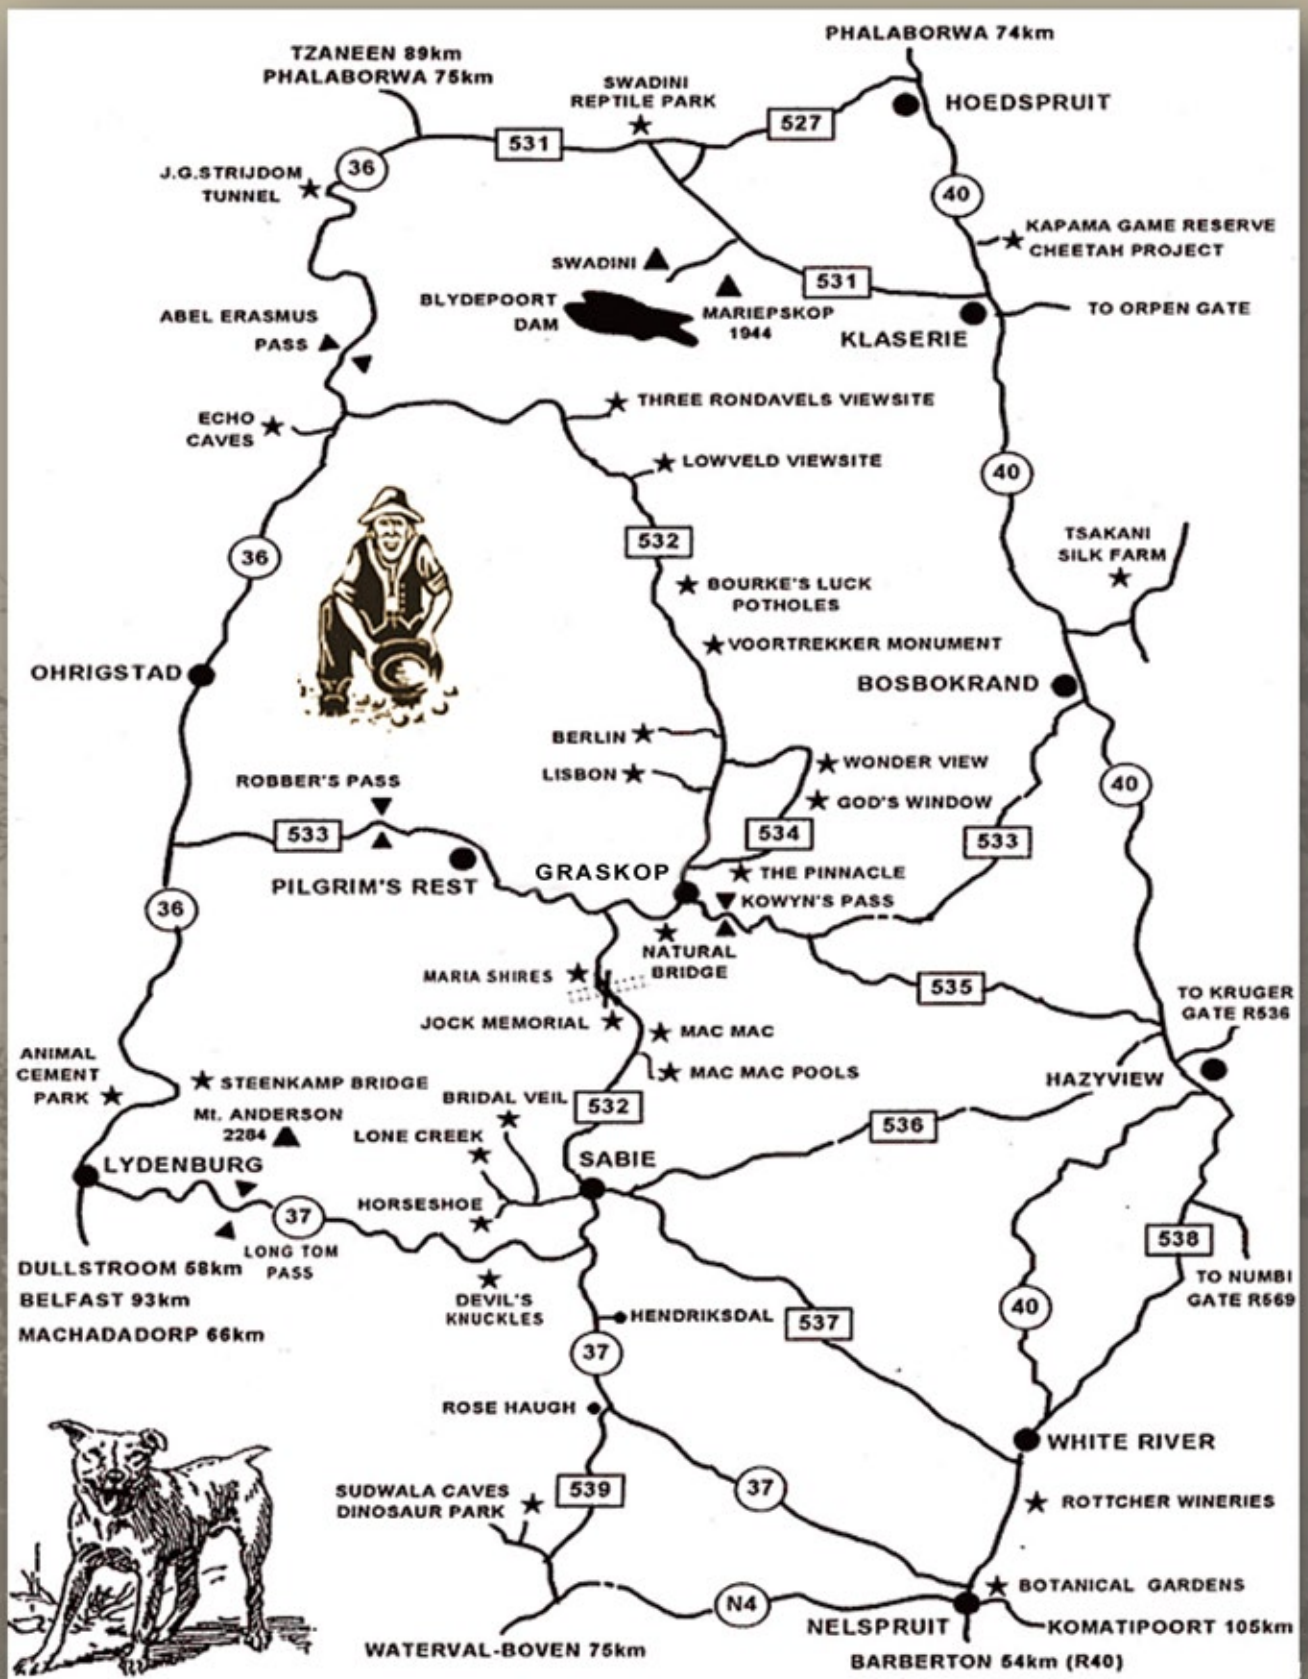 PHALABORWA 74km
TZANEEN 89km
PHALABORWA 75km
SWADINI
REPTILE PARK
HOEDSPRUIT
527
531
36
J.G.STRIJDOM
TUNNEL
40
KAPAMA GAME RESERVE
CHEETAH PROJECT
SWADINI
531
BLYDEPOORT
DAM
MARIEPSKOP
1944
TO ORPEN GATE
KLASERIE
ABEL ERASMUS
PASS
THREE RONDAVELS VIEWSITE
ECHO
CAVES
LOWVELD VIEWSITE
40
36
532
TSAKANI
SILK FARM
BOURKE'S LUCK
POTHOLES
VOORTREKKER MONUMENT
OHRIGSTAD
BOSBOKRAND
BERLIN
WONDER VIEW
LISBON
ROBBER'S PASS
40
GOD'S WINDOW
533
534
533
GRASKOP
THE PINNACLE
PILGRIM'S REST
KOWYN'S PASS
36
NATURAL
BRIDGE
MARIA SHIRES
535
TO KRUGER
GATE R536
JOCK MEMORIAL
MAC MAC
ANIMAL
CEMENT
PARK
STEENKAMP BRIDGE
MAC MAC POOLS
HAZYVIEW
BRIDAL VEIL
532
Mt. ANDERSON
2284
LONE CREEK
536
LYDENBURG
SABIE
HORSESHOE
37
LONG TOM
PASS
538
DULLSTROOM 58km
BELFAST 93km
MACHADADORP 66km
TO NUMBI
GATE R569
DEVIL'S
KNUCKLES
HENDRIKSDAL
537
40
37
ROSE HAUGH
WHITE RIVER
SUDWALA CAVES
DINOSAUR PARK
539
37
ROTTCHER WINERIES
BOTANICAL GARDENS
N4
NELSPRUIT
KOMATIPOORT 105km
WATERVAL-BOVEN 75km
BARBERTON 54km (R40)